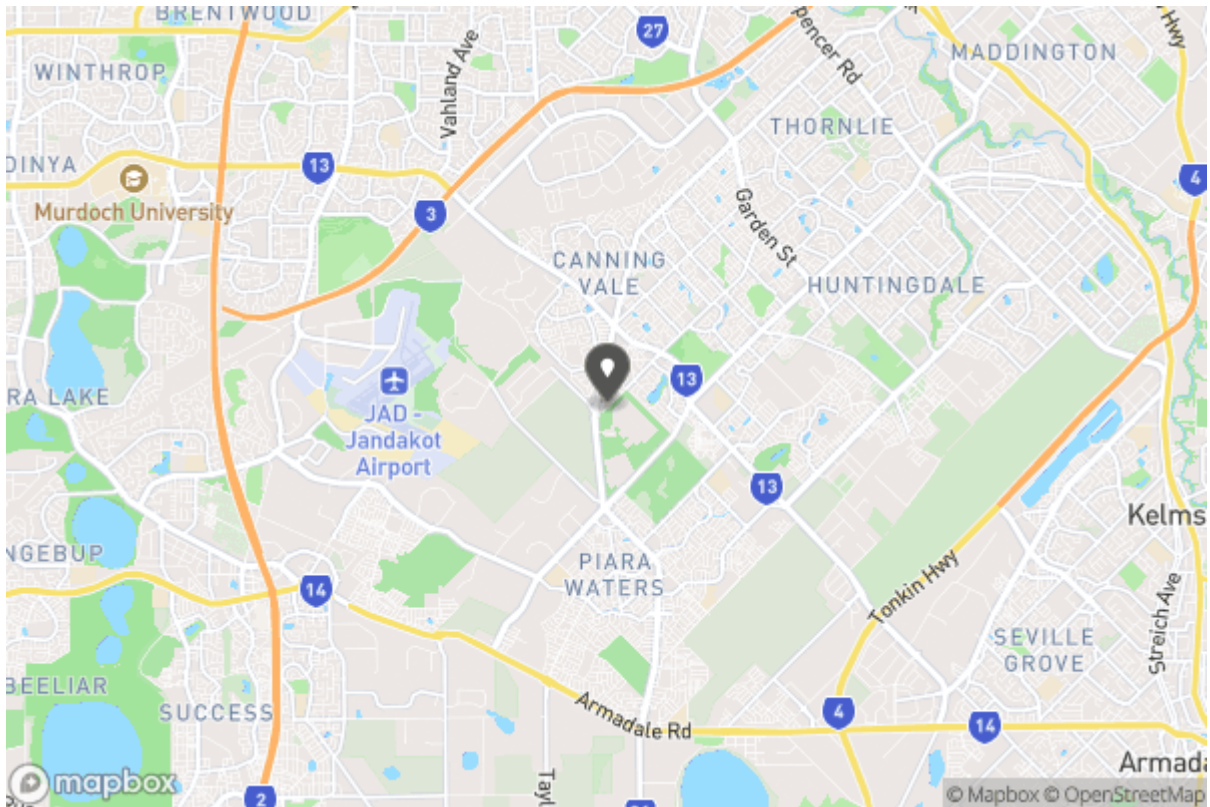 BRENTWOOD
27
Hwy
MADDINGTON
WINTHROP
Vahland Ave
pencer Rd
THORNLIE
DINYA
13
4
Murdoch University
3
Garden St
CANNING
VALE
HUNTINGDALE
RA LAKE
JAD -
Jandakot
Airport
13
13
Kelms
NGEBUP
PIARA
WATERS
14
Tonkin Hwy
Streich Ave
SEVILLE
GROVE
BEELIAR
SUCCESS
Armadale Rd
4
14
Armada
mapbox
2
Tayl
© Mapbox © OpenStreetMap